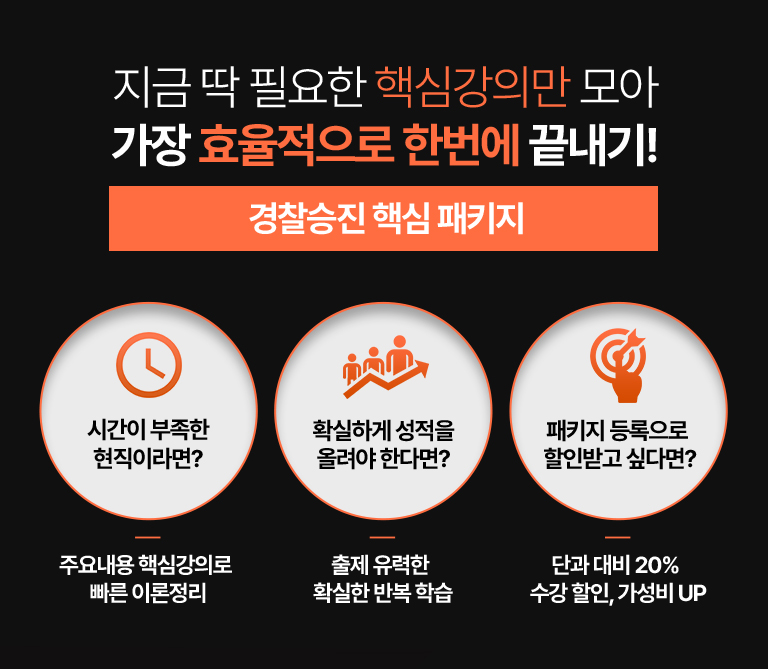 지금 딱 필요한 핵심강의만 모아
가장 효율적으로 한번에 끝내기!
경찰승진 핵심 패키지
시간이 부족한
현직이라면?
확실하게 성적을
올려야 한다면?
패키지 등록으로
할인받고 싶다면?
주요내용 핵심강의로
빠른 이론정리
출제 유력한
확실한 반복 학습
단과 대비 20%
수강 할인, 가성비 UP